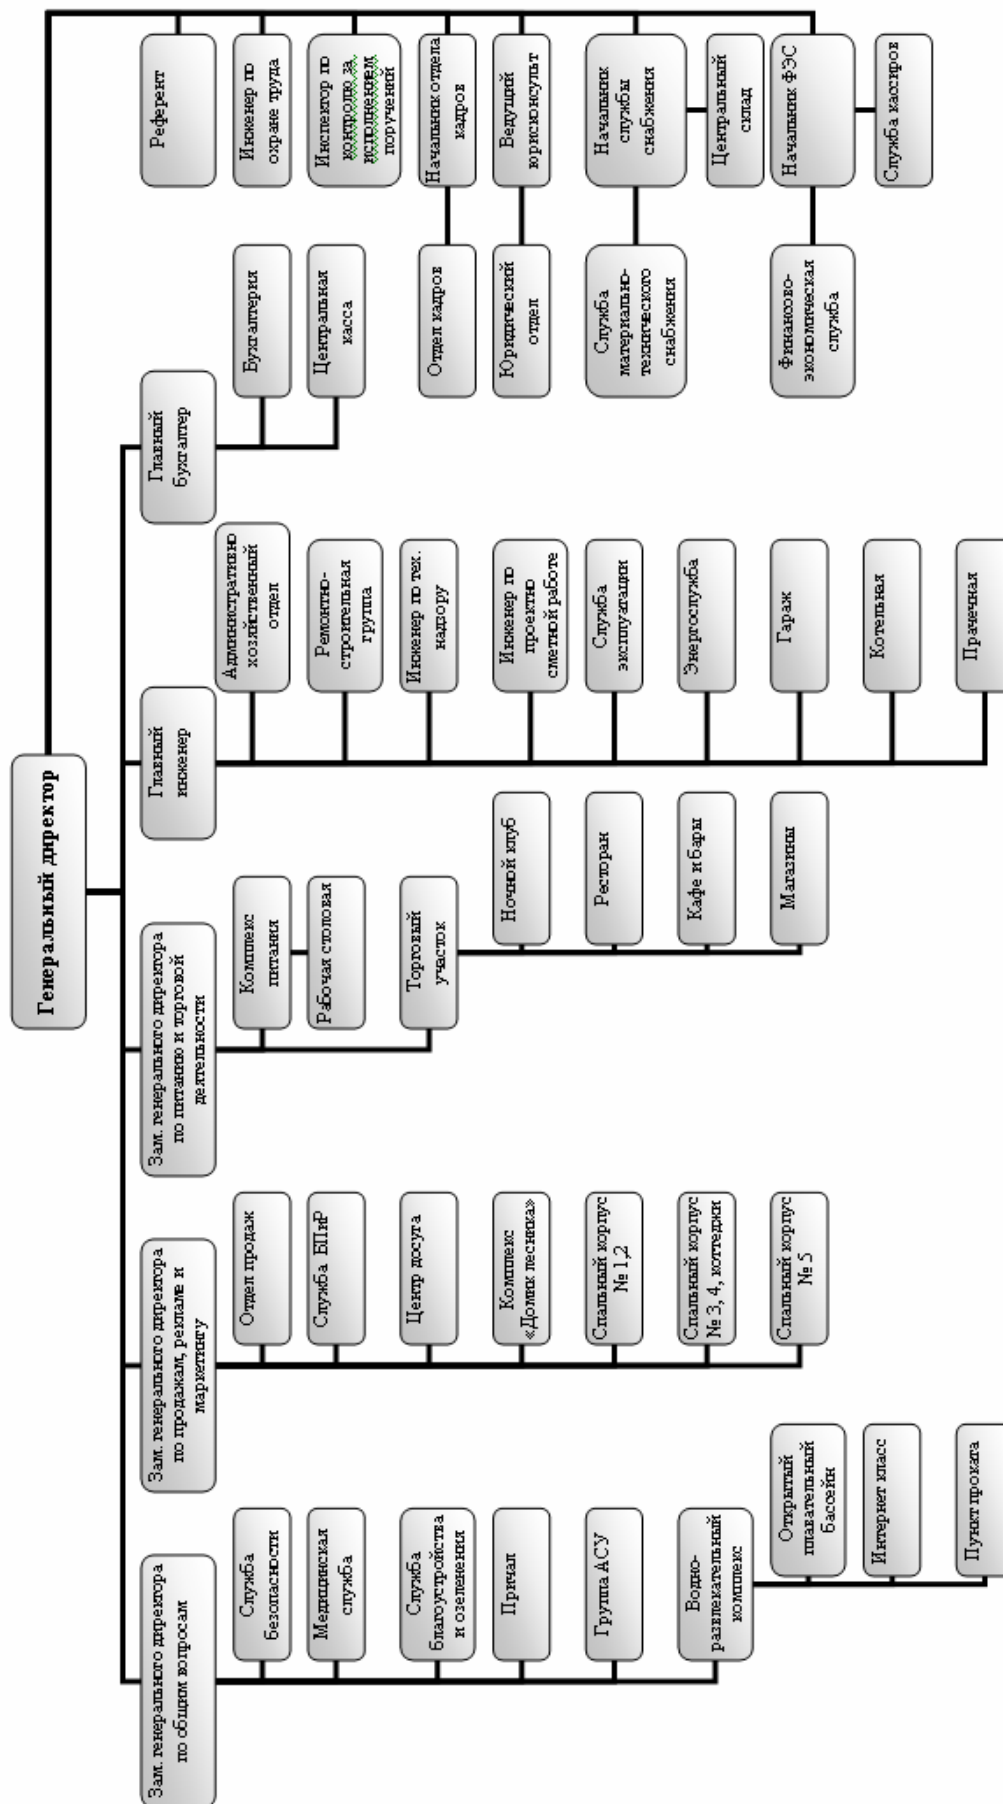 Генеральный директор
Зам. генерального директора
по общим вопросам
Служба
безопасности
Медицинская
служба
Служба
благоустройства
и озеленения
Причал
Группа АСУ
Водно-
развлекательный
комплекс
Открытый
плавательный
бассейн
Интернет класс
Пункт проката
Зам. генерального директора
по продажам, рекламе и
маркетингу
Отдел продаж
Служба БПиР
Центр досуга
Комплекс
«Домик лесника»
Спальный корпус
№ 1,2
Спальный корпус
№ 3, 4, коттеджи
Спальный корпус
№ 5
Зам. генерального директора
по питанию и торговой
деятельности
Комплекс
питания
Рабочая столовая
Торговый
участок
Ночной клуб
Ресторан
Кафе и бары
Магазины
Главный
инженер
Административно
хозяйственный
отдел
Ремонтно-
строительная
группа
Инженер по тех.
надзору
Инженер по
проектно
сметной работе
Служба
эксплуатации
Энергослужба
Гараж
Котельная
Прачечная
Главный
бухгалтер
Бухгалтерия
Центральная
касса
Референт
Инженер по
охране труда
Инспектор по
контролю за
исполнением
поручений
Начальник отдела
кадров
Отдел кадров
Ведущий
юрисконсульт
Юридический
отдел
Начальник
службы
снабжения
Служба
материально-
технического
снабжения
Центральный
склад
Начальник ФЭС
Финансово-
экономическая
служба
Служба кассиров